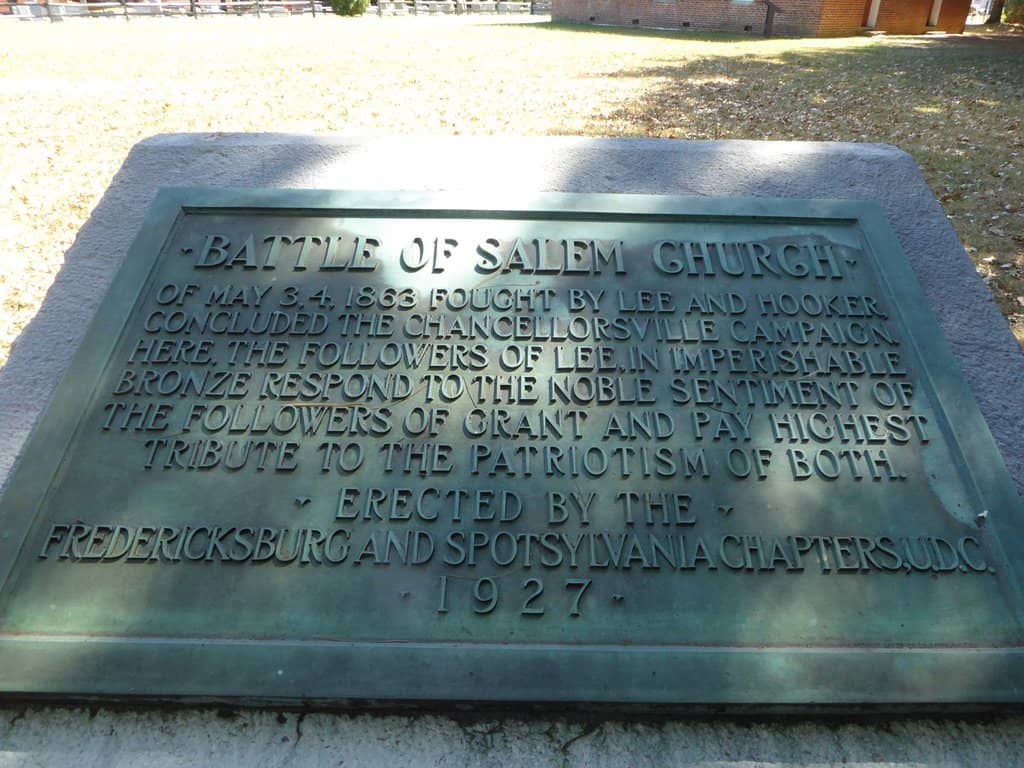 BATTLE OF SALEM CHURCH
OF MAY 3,4, 1863 FOUGHT BY LEE AND HOOKER
CONCLUDED THE CHANCELLORSVILLE CAMPAIGN.
HERE, THE FOLLOWERS OF LEE, IN IMPERISHABLE
BRONZE RESPOND TO THE NOBLE SENTIMENT OF
THE FOLLOWERS OF GRANT AND PAY HIGHEST
TRIBUTE TO THE PATRIOTISM OF BOTH.
ERECTED BY THE
FREDERICKSBURG AND SPOTSYLVANIA CHAPTERS, U.D.C.
1927